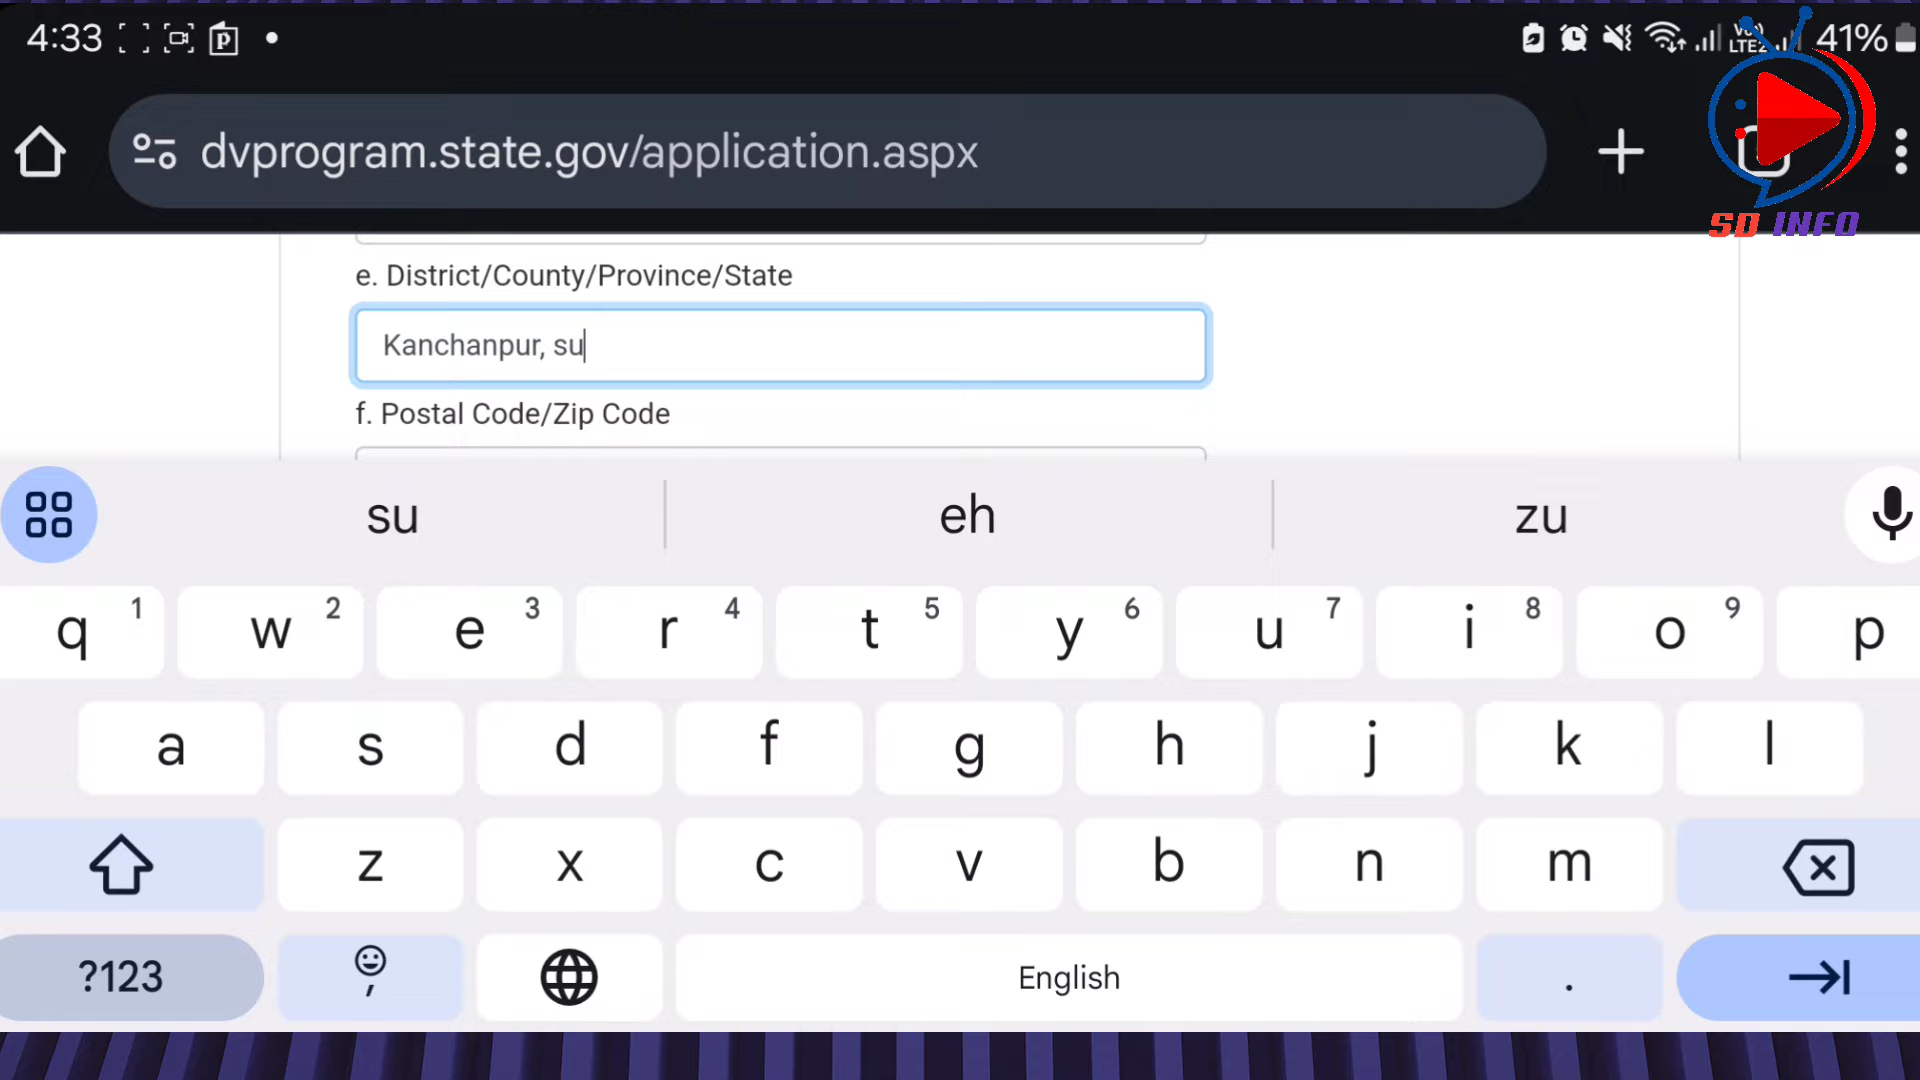 4:33
41%
dvprogram.state.gov/application.aspx
SD INFO
e. District/County/Province/State
Kanchanpur, su
f. Postal Code/Zip Code
su eh zu
q 1 w 2 e 3 r 4 t 5 y 6 u 7 i 8 o 9 p
a s d f g h j k l
z x c v b n m
?123 , English .